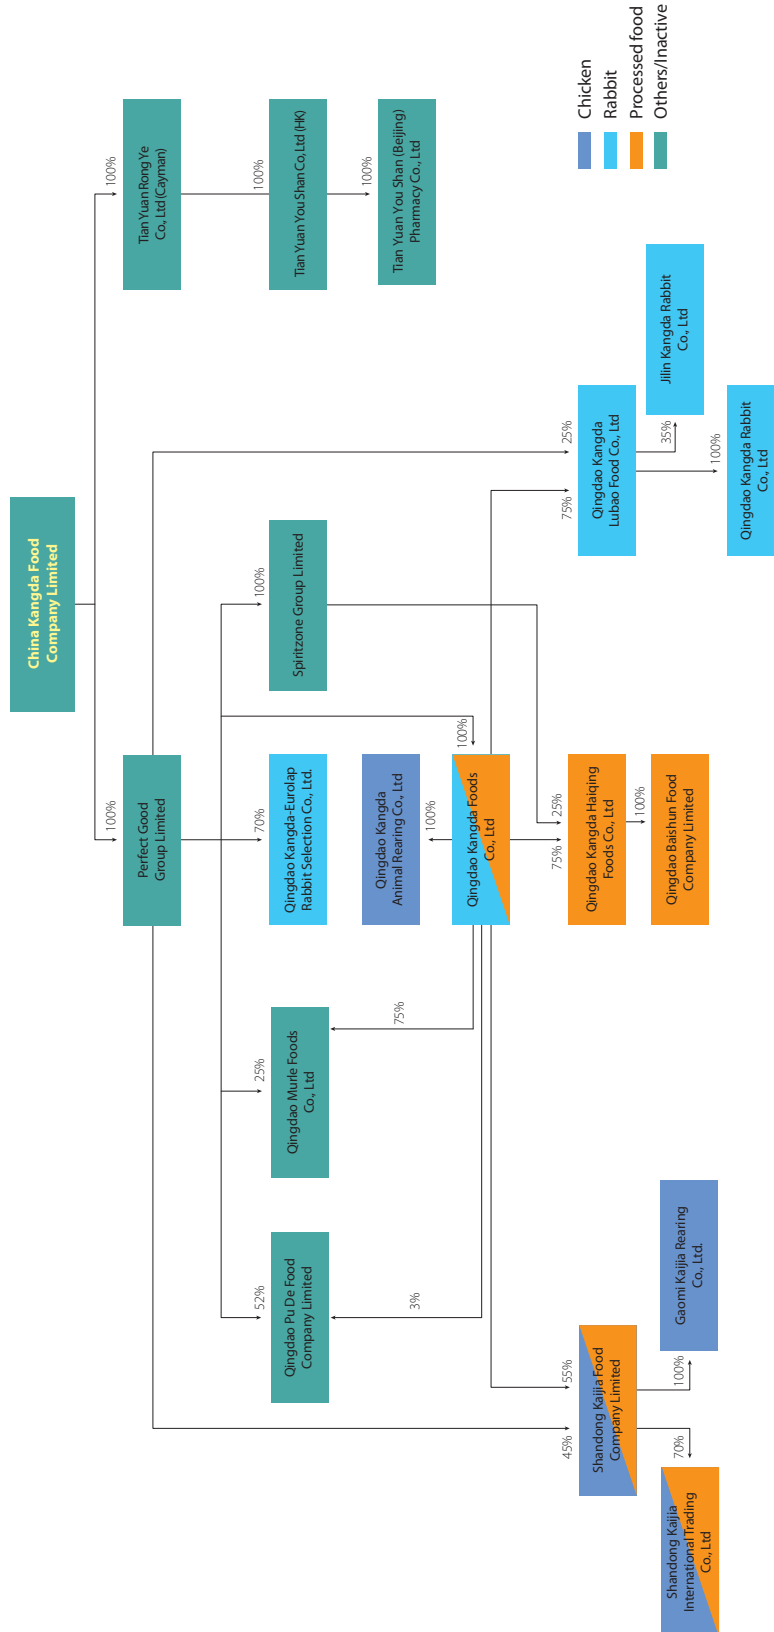 China Kangda Food
Company Limited
100%
100%
Perfect Good
Group Limited
Tian Yuan Rong Ye
Co., Ltd (Cayman)
52%
25%
70%
100%
100%
Qingdao Pu De Food
Company Limited
Qingdao Murle Foods
Co., Ltd
Qingdao Kangda-Eurolap
Rabbit Selection Co., Ltd.
Spiritzone Group Limited
Tian Yuan You Shan Co, Ltd (HK)
100%
Qingdao Kangda
Animal Rearing Co., Ltd
Tian Yuan You Shan (Beijing)
Pharmacy Co., Ltd
3%
75%
100%
100%
Qingdao Kangda Foods
Co., Ltd
45%
55%
75%
25%
75%
25%
Shandong Kaijia Food
Company Limited
Qingdao Kangda Haiqing
Foods Co., Ltd
Qingdao Kangda
Lubao Food Co., Ltd
70%
100%
100%
35%
Shandong Kaijia
International Trading
Co., Ltd
Gaomi Kaijia Rearing
Co., Ltd.
Qingdao Baishun Food
Company Limited
Jilin Kangda Rabbit
Co., Ltd
100%
Qingdao Kangda Rabbit
Co., Ltd
Chicken
Rabbit
Processed food
Others/Inactive